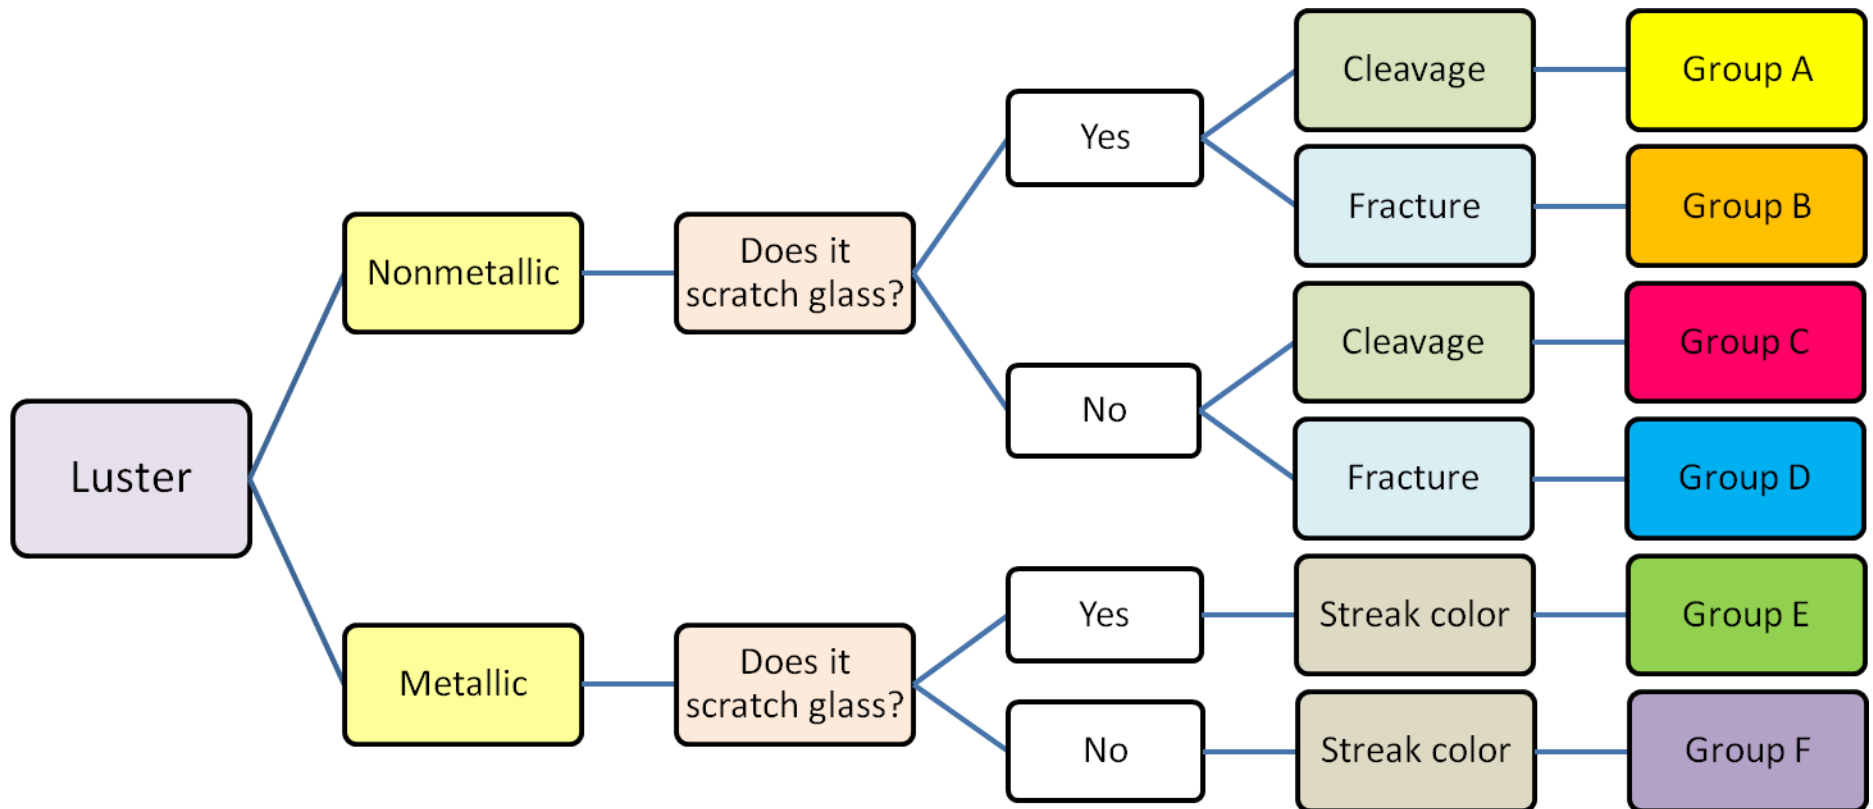 Luster
Nonmetallic
Does it
scratch glass?
Yes
Cleavage
Group A
Fracture
Group B
No
Cleavage
Group C
Fracture
Group D
Metallic
Does it
scratch glass?
Yes
Streak color
Group E
No
Streak color
Group F